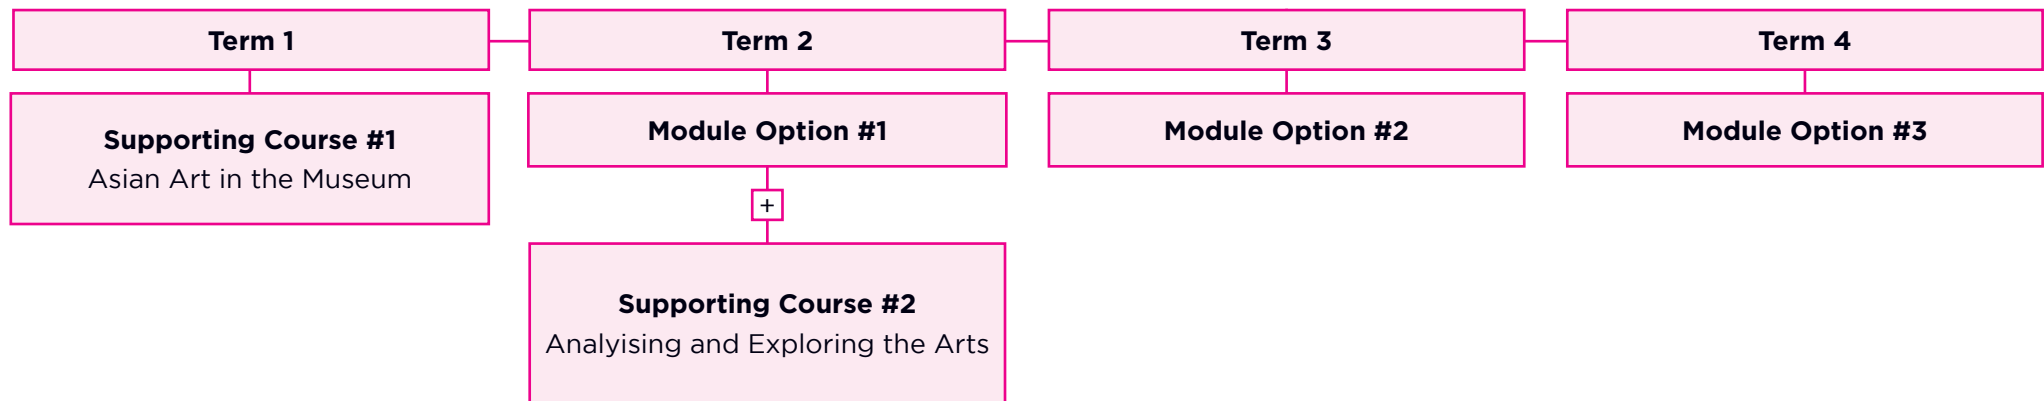 Term 1
Term 2
Term 3
Term 4
Supporting Course #1
Asian Art in the Museum
Module Option #1
Module Option #2
Module Option #3
+
Supporting Course #2
Analyising and Exploring the Arts